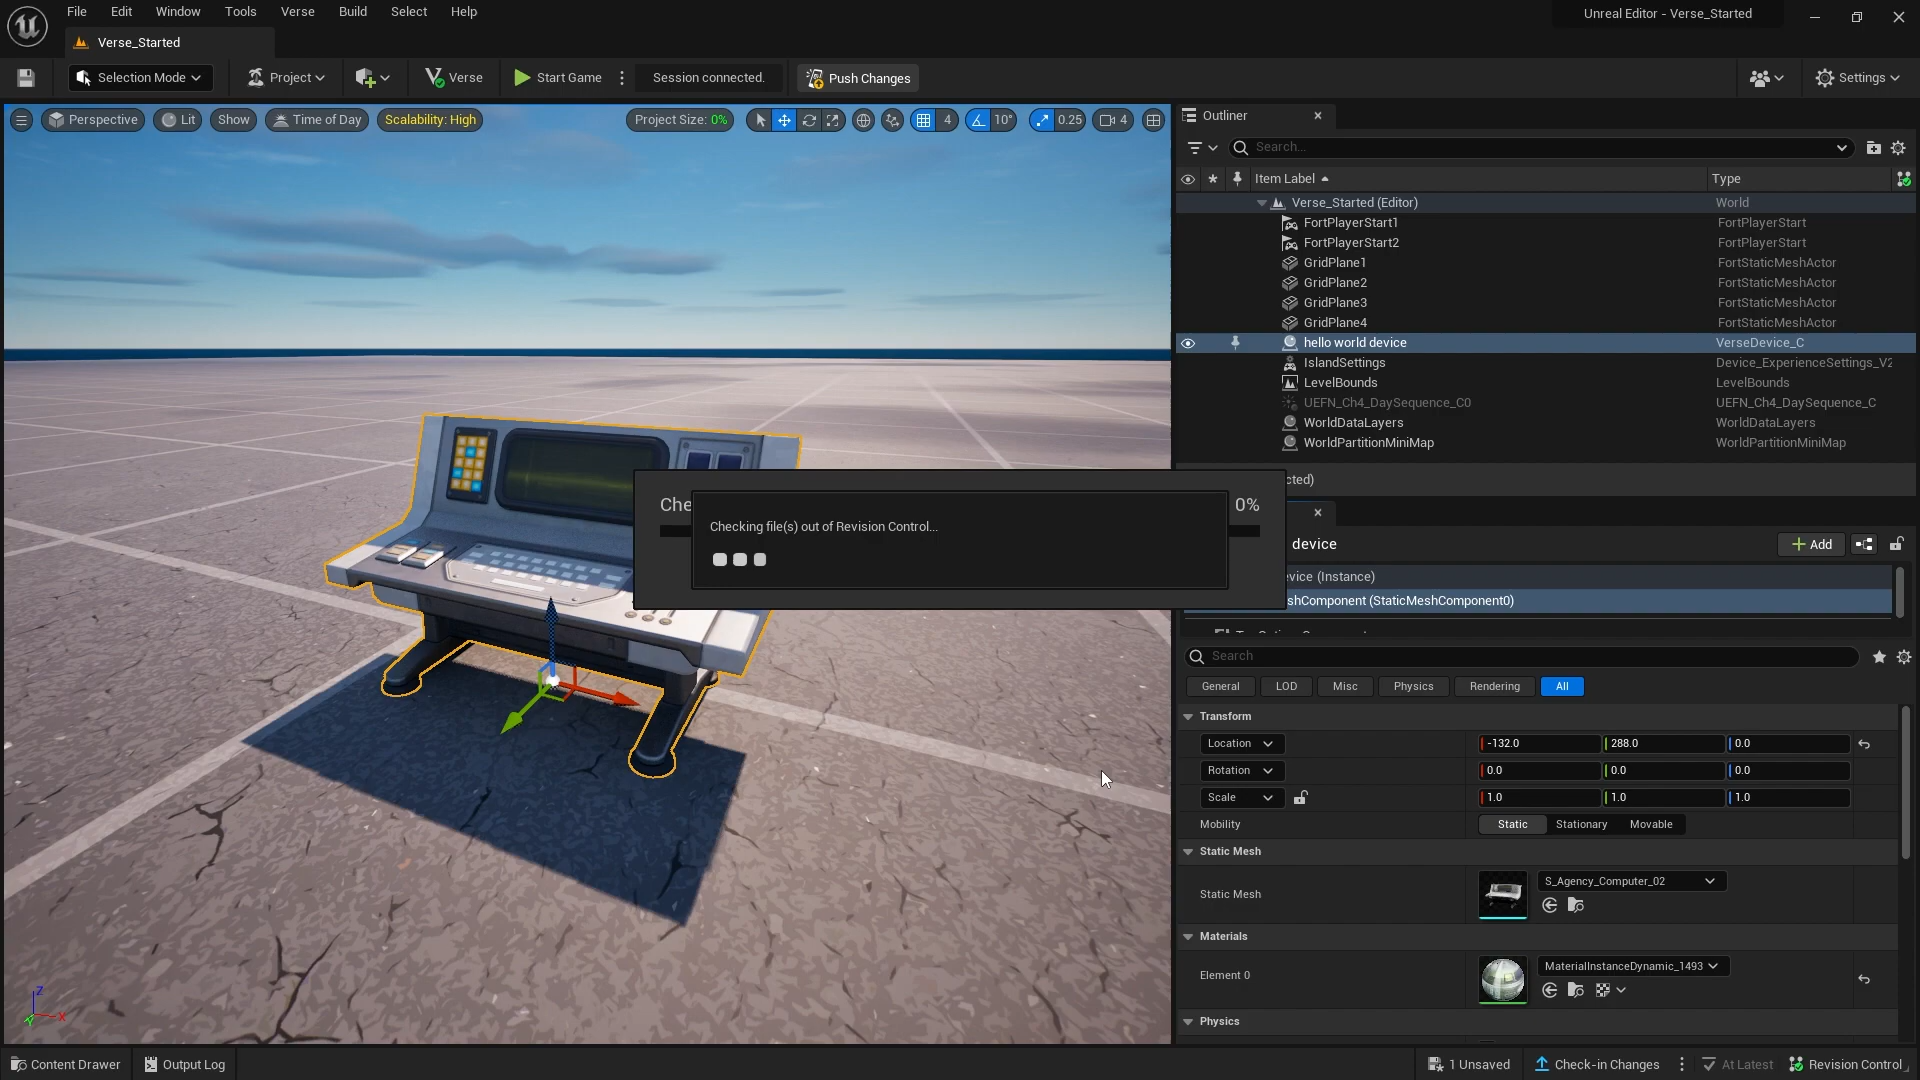 File Edit Window Tools Verse Build Select Help
Unreal Editor - Verse_Started
Verse_Started
Selection Mode Project Verse Start Game Session connected. Push Changes Settings
Perspective Lit Show Time of Day Scalability: High Project Size: 0% 4 10° 0.25 4
Outliner
Search...
Item Label Type
Verse_Started (Editor) World
FortPlayerStart1 FortPlayerStart
FortPlayerStart2 FortPlayerStart
GridPlane1 FortStaticMeshActor
GridPlane2 FortStaticMeshActor
GridPlane3 FortStaticMeshActor
GridPlane4 FortStaticMeshActor
hello world device VerseDevice_C
IslandSettings Device_ExperienceSettings_V2
LevelBounds LevelBounds
UEFN_Ch4_DaySequence_C0 UEFN_Ch4_DaySequence_C
WorldDataLayers WorldDataLayers
WorldPartitionMiniMap WorldPartitionMiniMap
cted)
Che 0%
Checking file(s) out of Revision Control...
device Add
evice (Instance)
shComponent (StaticMeshComponent0)
Search
General LOD Misc Physics Rendering All
Transform
Location -132.0 288.0 0.0
Rotation 0.0 0.0 0.0
Scale 1.0 1.0 1.0
Mobility Static Stationary Movable
Static Mesh
Static Mesh S_Agency_Computer_02
Materials
Element 0 MaterialInstanceDynamic_1493
Physics
Z
X
Y
Content Drawer Output Log 1 Unsaved Check-in Changes At Latest Revision Control